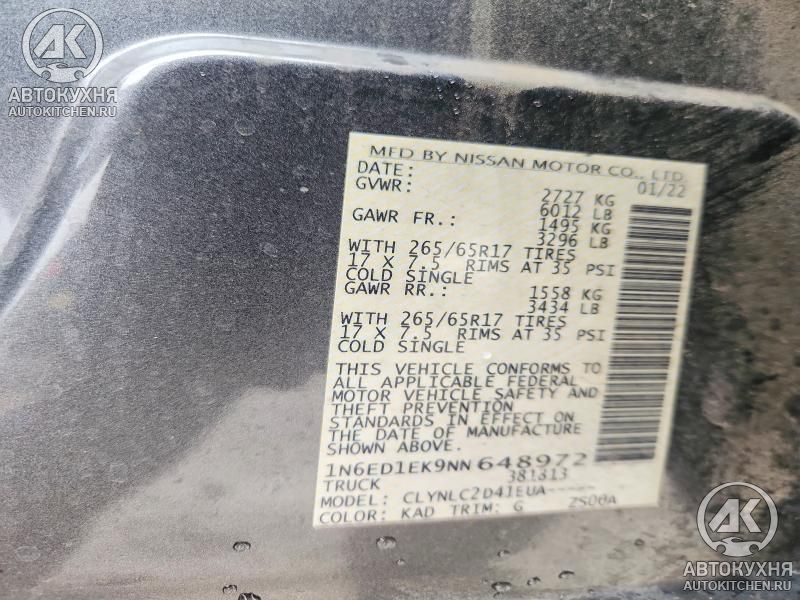 АК
АВТОКУХНЯ
AUTOKITCHEN.RU
MFD BY NISSAN MOTOR CO., LTD
DATE: 01/22
GVWR: 2727 KG
6012 LB
GAWR FR.: 1495 KG
3296 LB
WITH 265/65R17 TIRES
17 X 7.5 RIMS AT 35 PSI
COLD SINGLE
GAWR RR.: 1558 KG
3434 LB
WITH 265/65R17 TIRES
17 X 7.5 RIMS AT 35 PSI
COLD SINGLE
THIS VEHICLE CONFORMS TO
ALL APPLICABLE FEDERAL
MOTOR VEHICLE SAFETY AND
THEFT PREVENTION
STANDARDS IN EFFECT ON
THE DATE OF MANUFACTURE
SHOWN ABOVE.
1N6ED1EK9NN648972
TRUCK 381813
MODEL: CLYNLC2D41EUA-----
COLOR: KAD TRIM: G ZS00A
АК
АВТОКУХНЯ
AUTOKITCHEN.RU